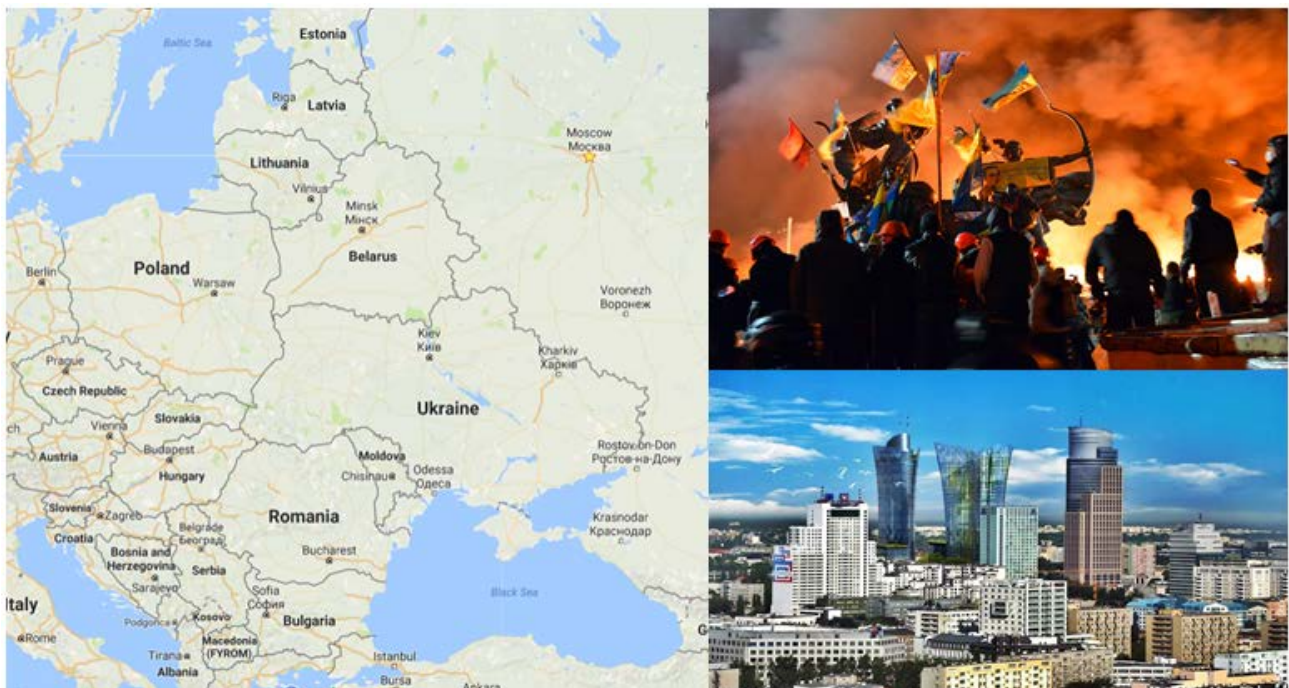 Baltic Sea
Estonia
Riga
Latvia
Moscow
Москва
Lithuania
Vilnius
Minsk
Мінск
Belarus
Berlin
Poland
Warsaw
Voronezh
Воронеж
Kiev
Київ
Kharkiv
Харків
Prague
Czech Republic
Ukraine
Slovakia
Vienna
Austria
Budapest
Hungary
Moldova
Chisinau
Odessa
Одеса
Rostov-on-Don
Ростов-на-Дону
Slovenia
Zagreb
Croatia
Romania
Belgrade
Београд
Krasnodar
Краснодар
Bosnia and
Herzegovina
Sarajevo
Serbia
Bucharest
Sofia
София
Black Sea
Italy
Rome
Podgorica
Kosovo
Bulgaria
Macedonia
(FYROM)
Tirana
Albania
Istanbul
Bursa
Ankara